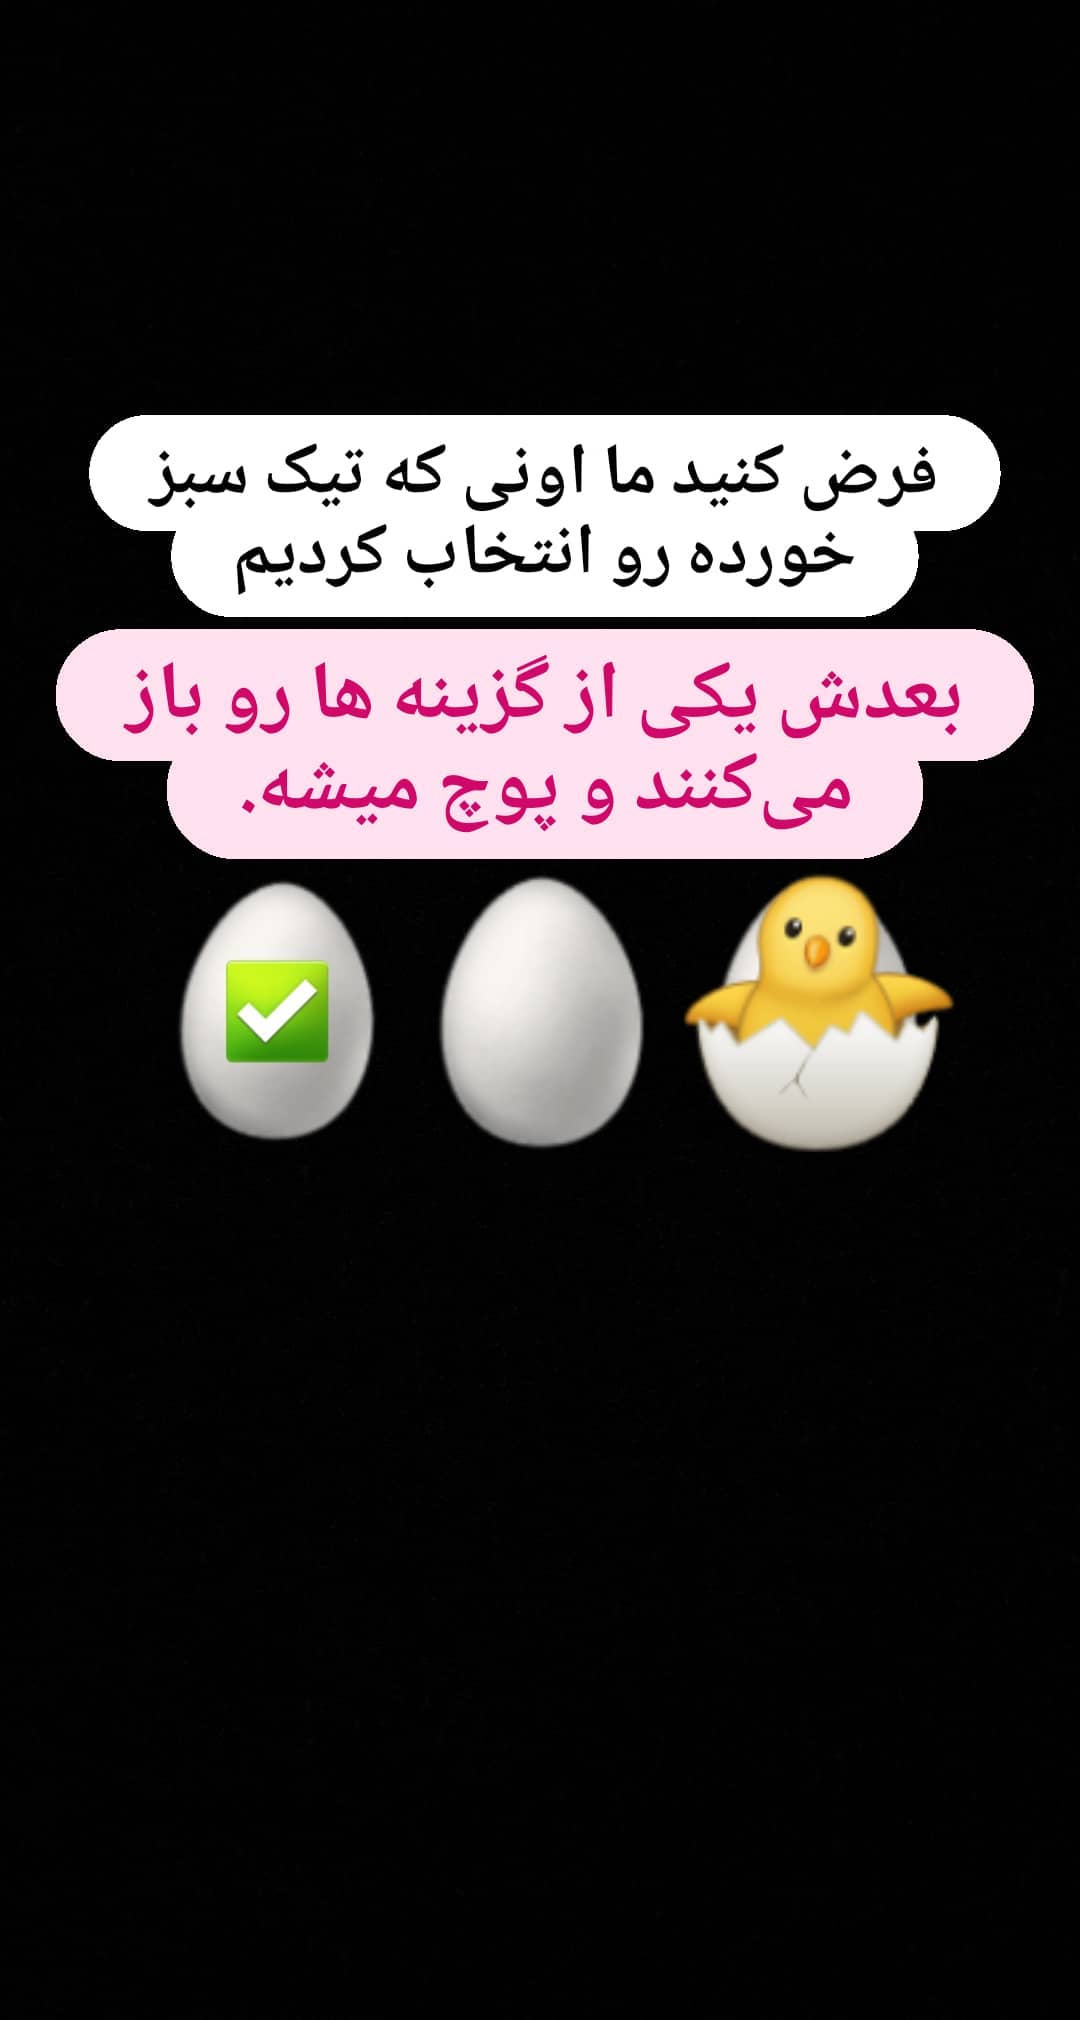 فرض کنید ما اونی که تیک سبز
خورده رو انتخاب کردیم
بعدش یکی از گزینه ها رو باز
می‌کنند و پوچ میشه.